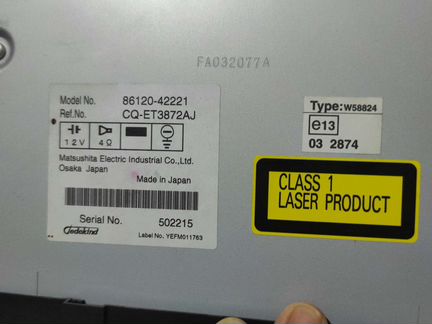 FA032077A
Model No. 86120-42221
Ref.No. CQ-ET3872AJ
12V 4Ω
Matsushita Electric Industrial Co.,Ltd.
Osaka Japan
Made in Japan
Serial No. 502215
Jedekind
Label No. YEFM011763
Type:W58824
e13
03 2874
CLASS 1
LASER PRODUCT